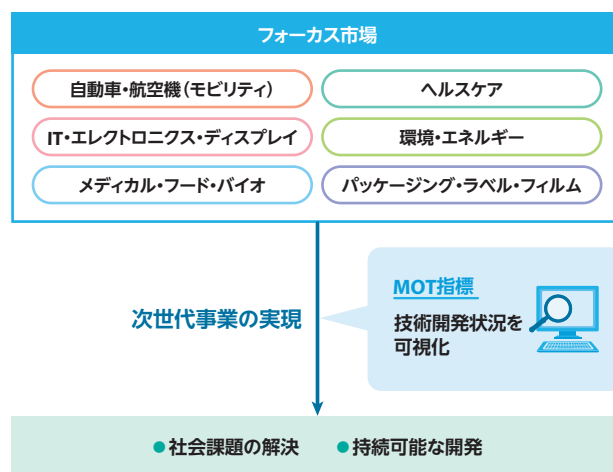 フォーカス市場
自動車・航空機（モビリティ）
ヘルスケア
IT・エレクトロニクス・ディスプレイ
環境・エネルギー
メディカル・フード・バイオ
パッケージング・ラベル・フィルム
次世代事業の実現
MOT指標
技術開発状況を
可視化
●社会課題の解決
●持続可能な開発